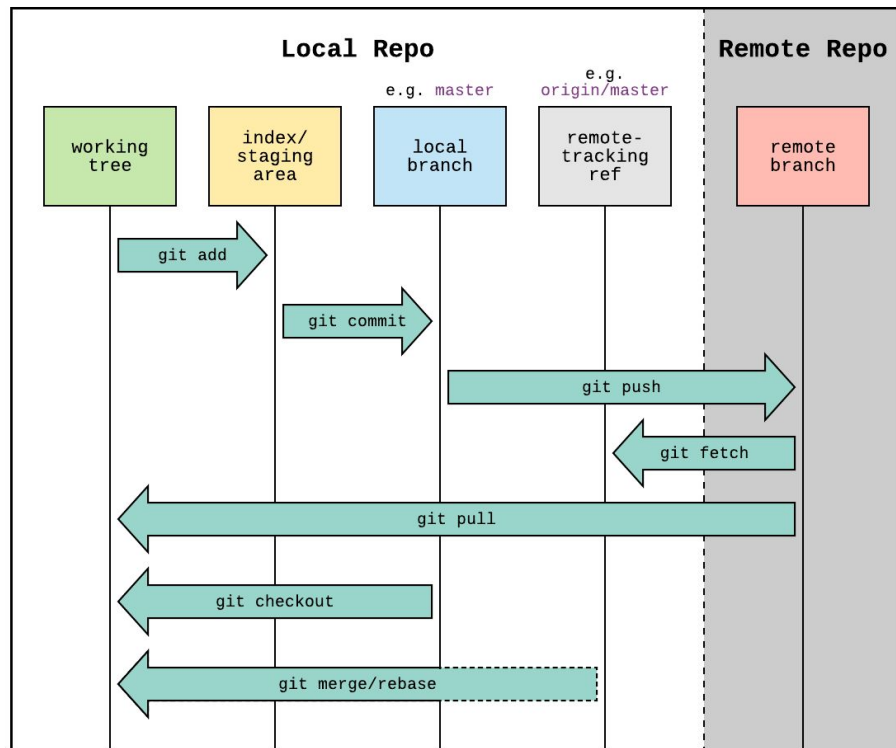 Local Repo
Remote Repo
e.g. master
e.g.
origin/master
working
tree
index/
staging
area
local
branch
remote-
tracking
ref
remote
branch
git add
git commit
git push
git fetch
git pull
git checkout
git merge/rebase